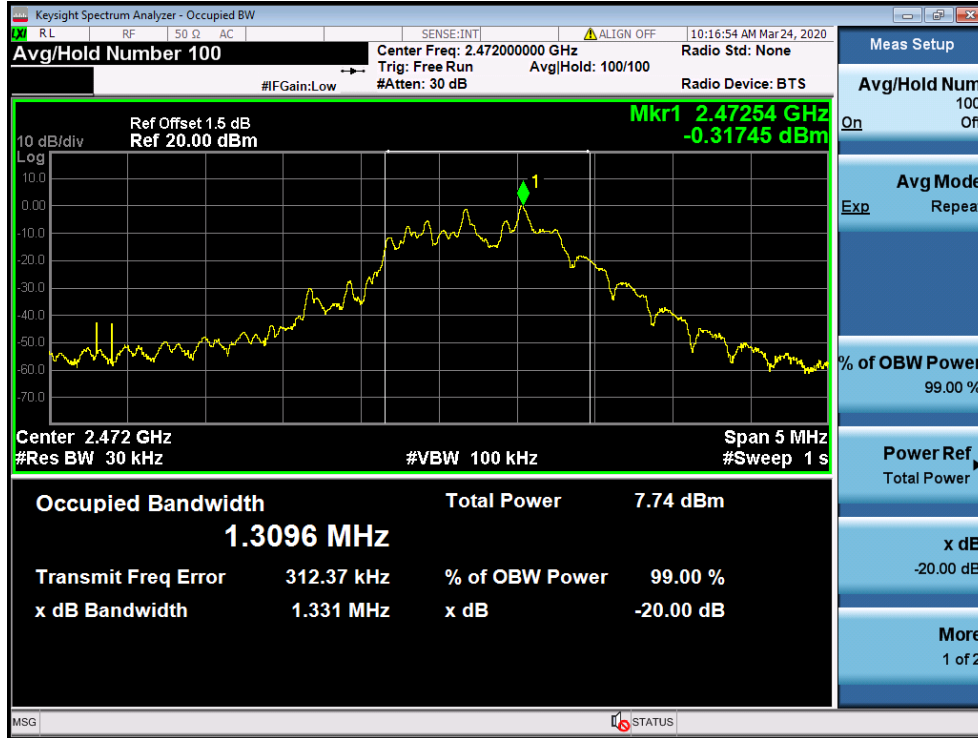 Keysight Spectrum Analyzer - Occupied BW
LXI RL RF 50 Ω AC SENSE:INT ALIGN OFF 10:16:54 AM Mar 24, 2020
Avg/Hold Number 100
Center Freq: 2.472000000 GHz Radio Std: None
Trig: Free Run Avg|Hold: 100/100
#IFGain:Low #Atten: 30 dB Radio Device: BTS
Ref Offset 1.5 dB
10 dB/div Ref 20.00 dBm
Mkr1 2.47254 GHz
-0.31745 dBm
Log
10.0
0.00
-10.0
-20.0
-30.0
-40.0
-50.0
-60.0
-70.0
1
Center 2.472 GHz Span 5 MHz
#Res BW 30 kHz #VBW 100 kHz #Sweep 1 s
Occupied Bandwidth Total Power 7.74 dBm
1.3096 MHz
Transmit Freq Error 312.37 kHz % of OBW Power 99.00 %
x dB Bandwidth 1.331 MHz x dB -20.00 dB
MSG STATUS
Meas Setup
Avg/Hold Num
100
On Off
Avg Mode
Exp Repeat
% of OBW Power
99.00 %
Power Ref
Total Power
x dB
-20.00 dB
More
1 of 2